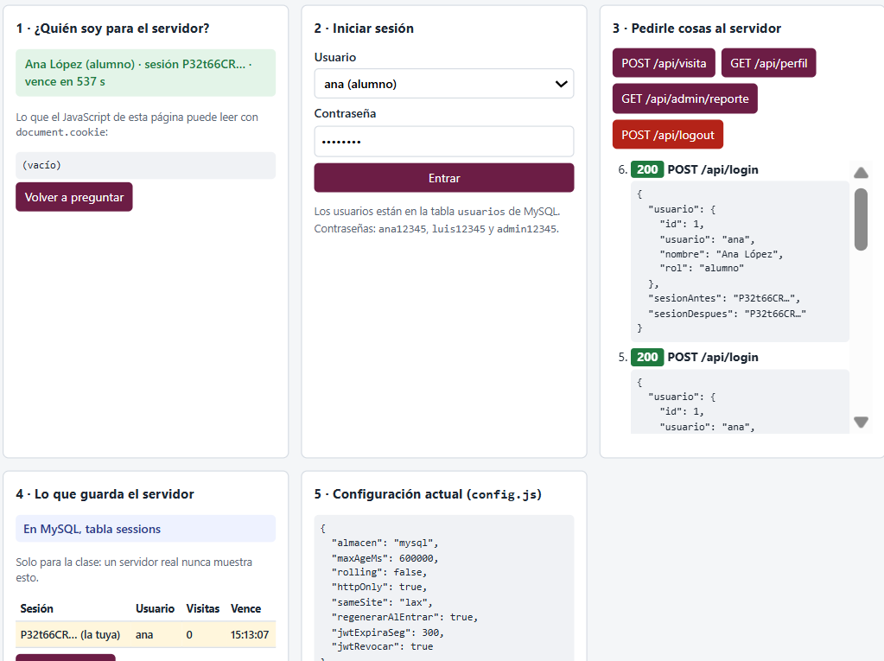 1 · ¿Quién soy para el servidor?
Ana López (alumno) · sesión P32t66CR… ·
vence en 537 s
Lo que el JavaScript de esta página puede leer con
document.cookie:
(vacío)
Volver a preguntar
2 · Iniciar sesión
Usuario
ana (alumno)
Contraseña
••••••••
Entrar
Los usuarios están en la tabla usuarios de MySQL.
Contraseñas: ana12345, luis12345 y admin12345.
3 · Pedirle cosas al servidor
POST /api/visita
GET /api/perfil
GET /api/admin/reporte
POST /api/logout
6. 200 POST /api/login
{
"usuario": {
"id": 1,
"usuario": "ana",
"nombre": "Ana López",
"rol": "alumno"
},
"sesionAntes": "P32t66CR…",
"sesionDespues": "P32t66CR…"
}
5. 200 POST /api/login
{
"usuario": {
"id": 1,
"usuario": "ana",
4 · Lo que guarda el servidor
En MySQL, tabla sessions
Solo para la clase: un servidor real nunca muestra
esto.
Sesión Usuario Visitas Vence
P32t66CR… (la tuya) ana 0 15:13:07
5 · Configuración actual (config.js)
{
"almacen": "mysql",
"maxAgeMs": 600000,
"rolling": false,
"httpOnly": true,
"sameSite": "lax",
"regenerarAlEntrar": true,
"jwtExpiraSeg": 300,
"jwtRevocar": true